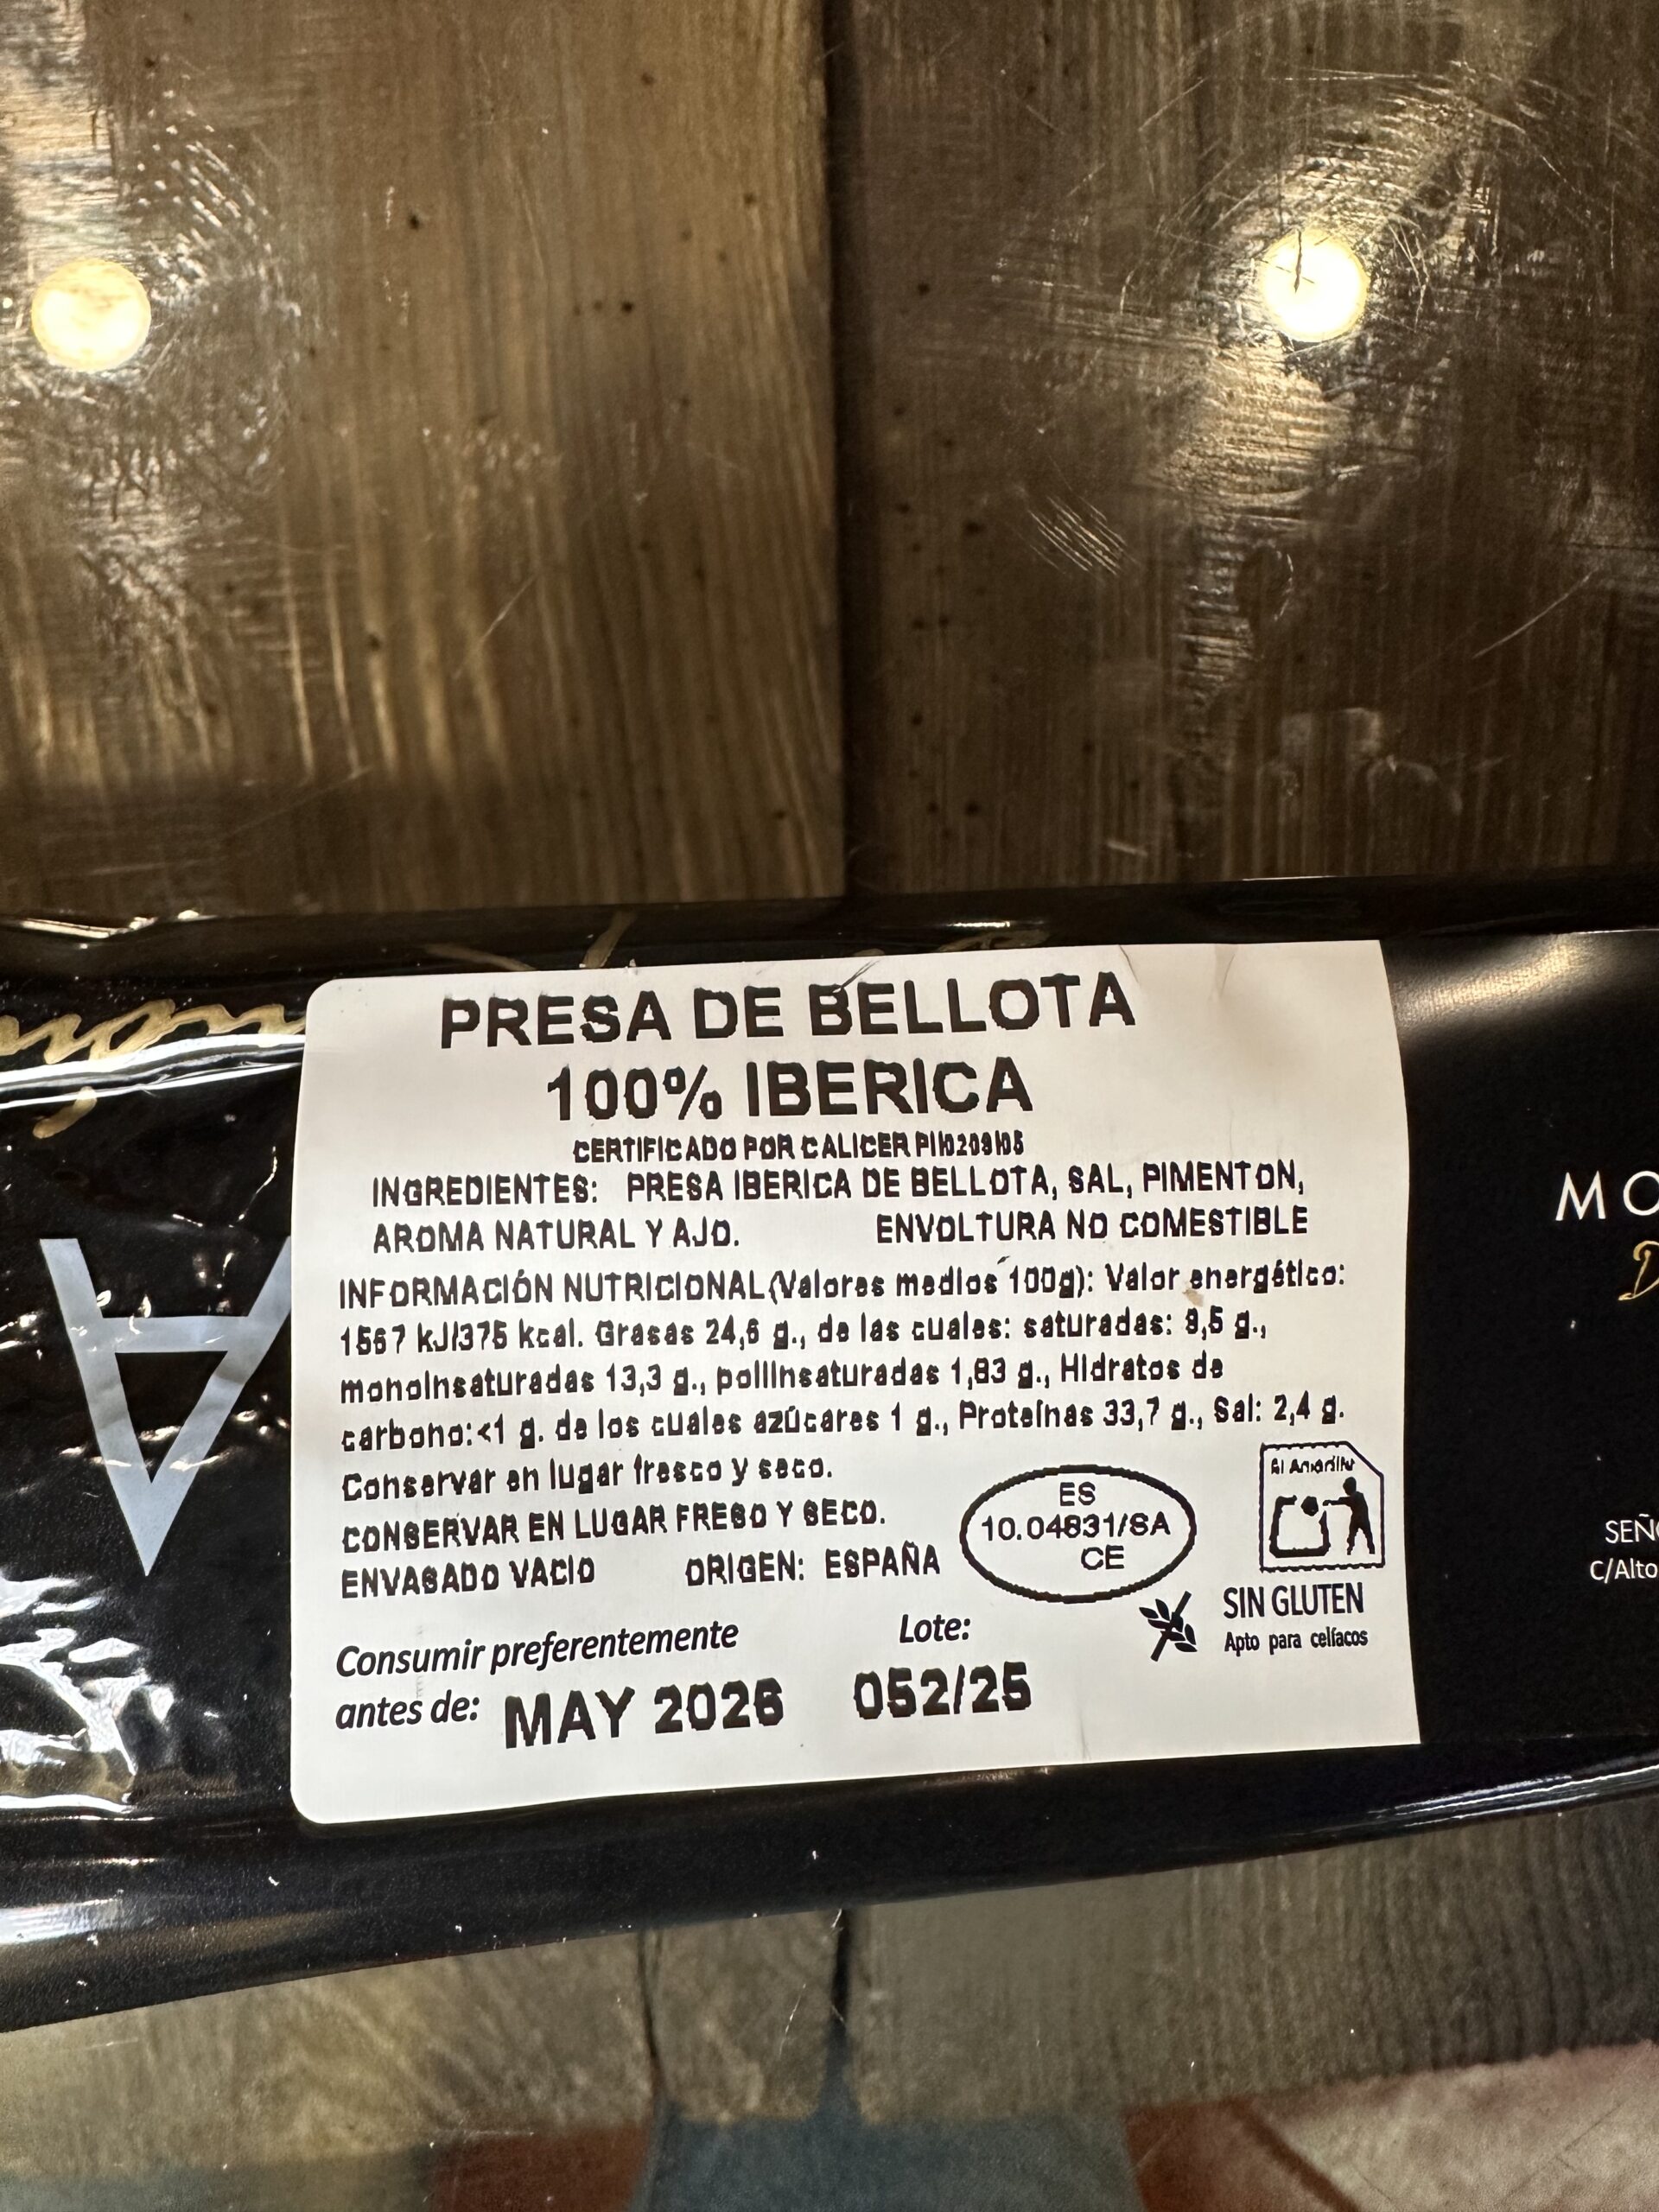 PRESA DE BELLOTA
100% IBERICA
CERTIFICADO POR CALICER
INGREDIENTES: PRESA IBERICA DE BELLOTA, SAL, PIMENTON,
AROMA NATURAL Y AJO. ENVOLTURA NO COMESTIBLE
INFORMACIÓN NUTRICIONAL(Valores medios 100g): Valor energético:
1567 kJ/375 kcal. Grasas 24,6 g., de las cuales: saturadas: 9,5 g.,
monoinsaturadas 13,3 g., poliinsaturadas 1,83 g., Hidratos de
carbono:<1 g. de los cuales azúcares 1 g., Proteínas 33,7 g., Sal: 2,4 g.
Conservar en lugar fresco y seco.
CONSERVAR EN LUGAR FRESO Y SECO.
ENVASADO VACIO ORIGEN: ESPAÑA
ES
10.04831/SA
CE
Al Amarillo
SIN GLUTEN
Apto para celíacos
Consumir preferentemente
antes de: MAY 2026
Lote:
052/25
MO
D
SEÑO
C/Alto